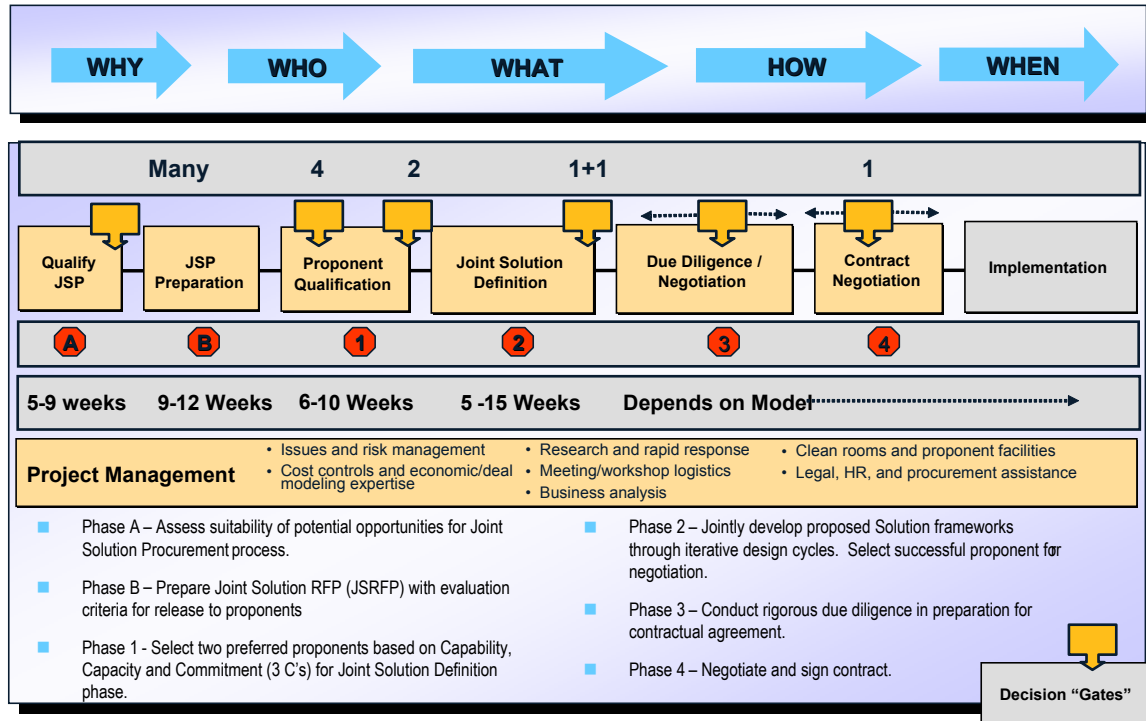 WHY WHO WHAT HOW WHEN
Many 4 2 1+1 1
Qualify
JSP
JSP
Preparation
Proponent
Qualification
Joint Solution
Definition
Due Diligence /
Negotiation
Contract
Negotiation
Implementation
A B 1 2 3 4
5-9 weeks 9-12 Weeks 6-10 Weeks 5 -15 Weeks Depends on Model
Project Management
• Issues and risk management
• Cost controls and economic/deal
modeling expertise
• Research and rapid response
• Meeting/workshop logistics
• Business analysis
• Clean rooms and proponent facilities
• Legal, HR, and procurement assistance
Phase A – Assess suitability of potential opportunities for Joint
Solution Procurement process.
Phase B – Prepare Joint Solution RFP (JSRFP) with evaluation
criteria for release to proponents
Phase 1 - Select two preferred proponents based on Capability,
Capacity and Commitment (3 C's) for Joint Solution Definition
phase.
Phase 2 – Jointly develop proposed Solution frameworks
through iterative design cycles. Select successful proponent for
negotiation.
Phase 3 – Conduct rigorous due diligence in preparation for
contractual agreement.
Phase 4 – Negotiate and sign contract.
Decision “Gates”